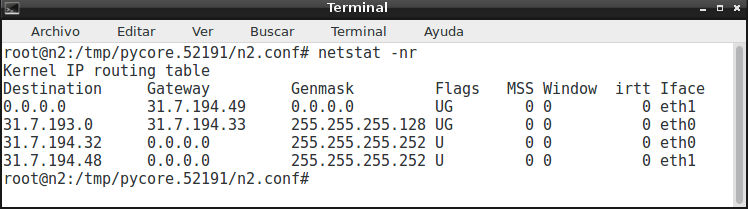 Terminal
Archivo Editar Ver Buscar Terminal Ayuda
root@n2:/tmp/pycore.52191/n2.conf# netstat -nr
Kernel IP routing table
Destination     Gateway         Genmask         Flags   MSS Window  irtt Iface
0.0.0.0         31.7.194.49     0.0.0.0         UG        0 0          0 eth1
31.7.193.0      31.7.194.33     255.255.255.128 UG        0 0          0 eth0
31.7.194.32     0.0.0.0         255.255.255.252 U         0 0          0 eth0
31.7.194.48     0.0.0.0         255.255.255.252 U         0 0          0 eth1
root@n2:/tmp/pycore.52191/n2.conf#